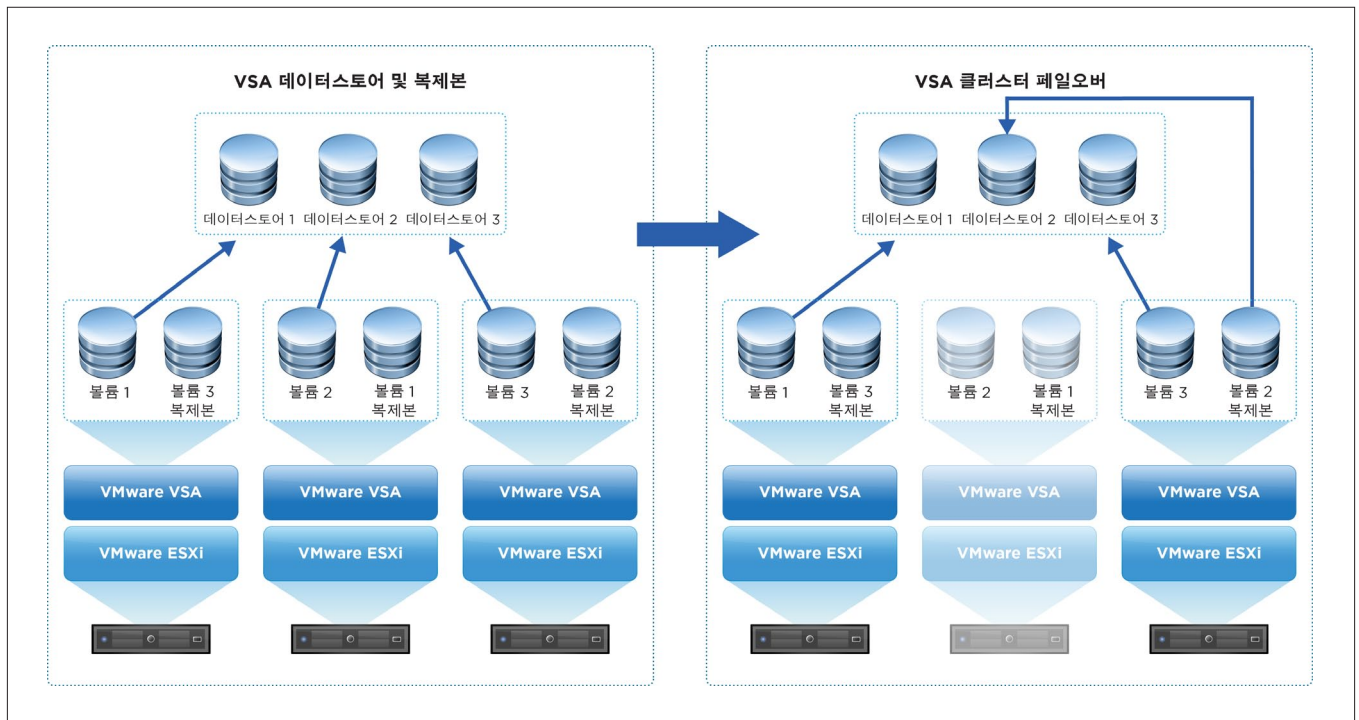 VSA 데이터스토어 및 복제본
데이터스토어 1 데이터스토어 2 데이터스토어 3
볼륨 1
볼륨 3
복제본
볼륨 2
볼륨 1
복제본
볼륨 3
볼륨 2
복제본
VMware VSA
VMware VSA
VMware VSA
VMware ESXi
VMware ESXi
VMware ESXi
VSA 클러스터 페일오버
데이터스토어 1 데이터스토어 2 데이터스토어 3
볼륨 1
볼륨 3
복제본
볼륨 2
볼륨 1
복제본
볼륨 3
볼륨 2
복제본
VMware VSA
VMware VSA
VMware VSA
VMware ESXi
VMware ESXi
VMware ESXi